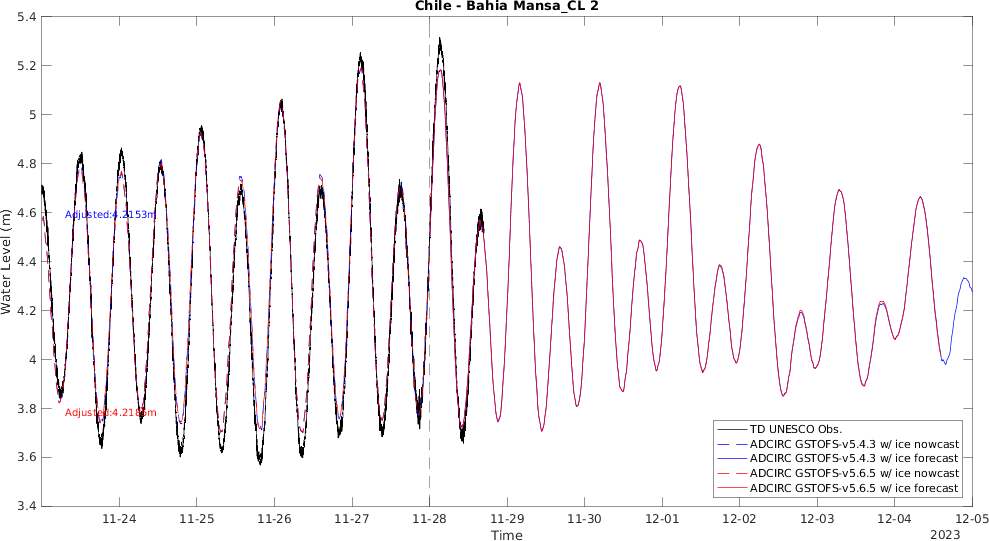 Chile - Bahia Mansa_CL 2
Water Level (m)
5.4
5.2
5
4.8
4.6
4.4
4.2
4
3.8
3.6
3.4
Adjusted:4.2153m
TD UNESCO Obs.
ADCIRC GSTOFS-v5.4.3 w/ ice nowcast
ADCIRC GSTOFS-v5.4.3 w/ ice forecast
ADCIRC GSTOFS-v5.6.5 w/ ice nowcast
ADCIRC GSTOFS-v5.6.5 w/ ice forecast
11-24
11-25
11-26
11-27
11-28
11-29
11-30
12-01
12-02
12-03
12-04
12-05
2023
Time